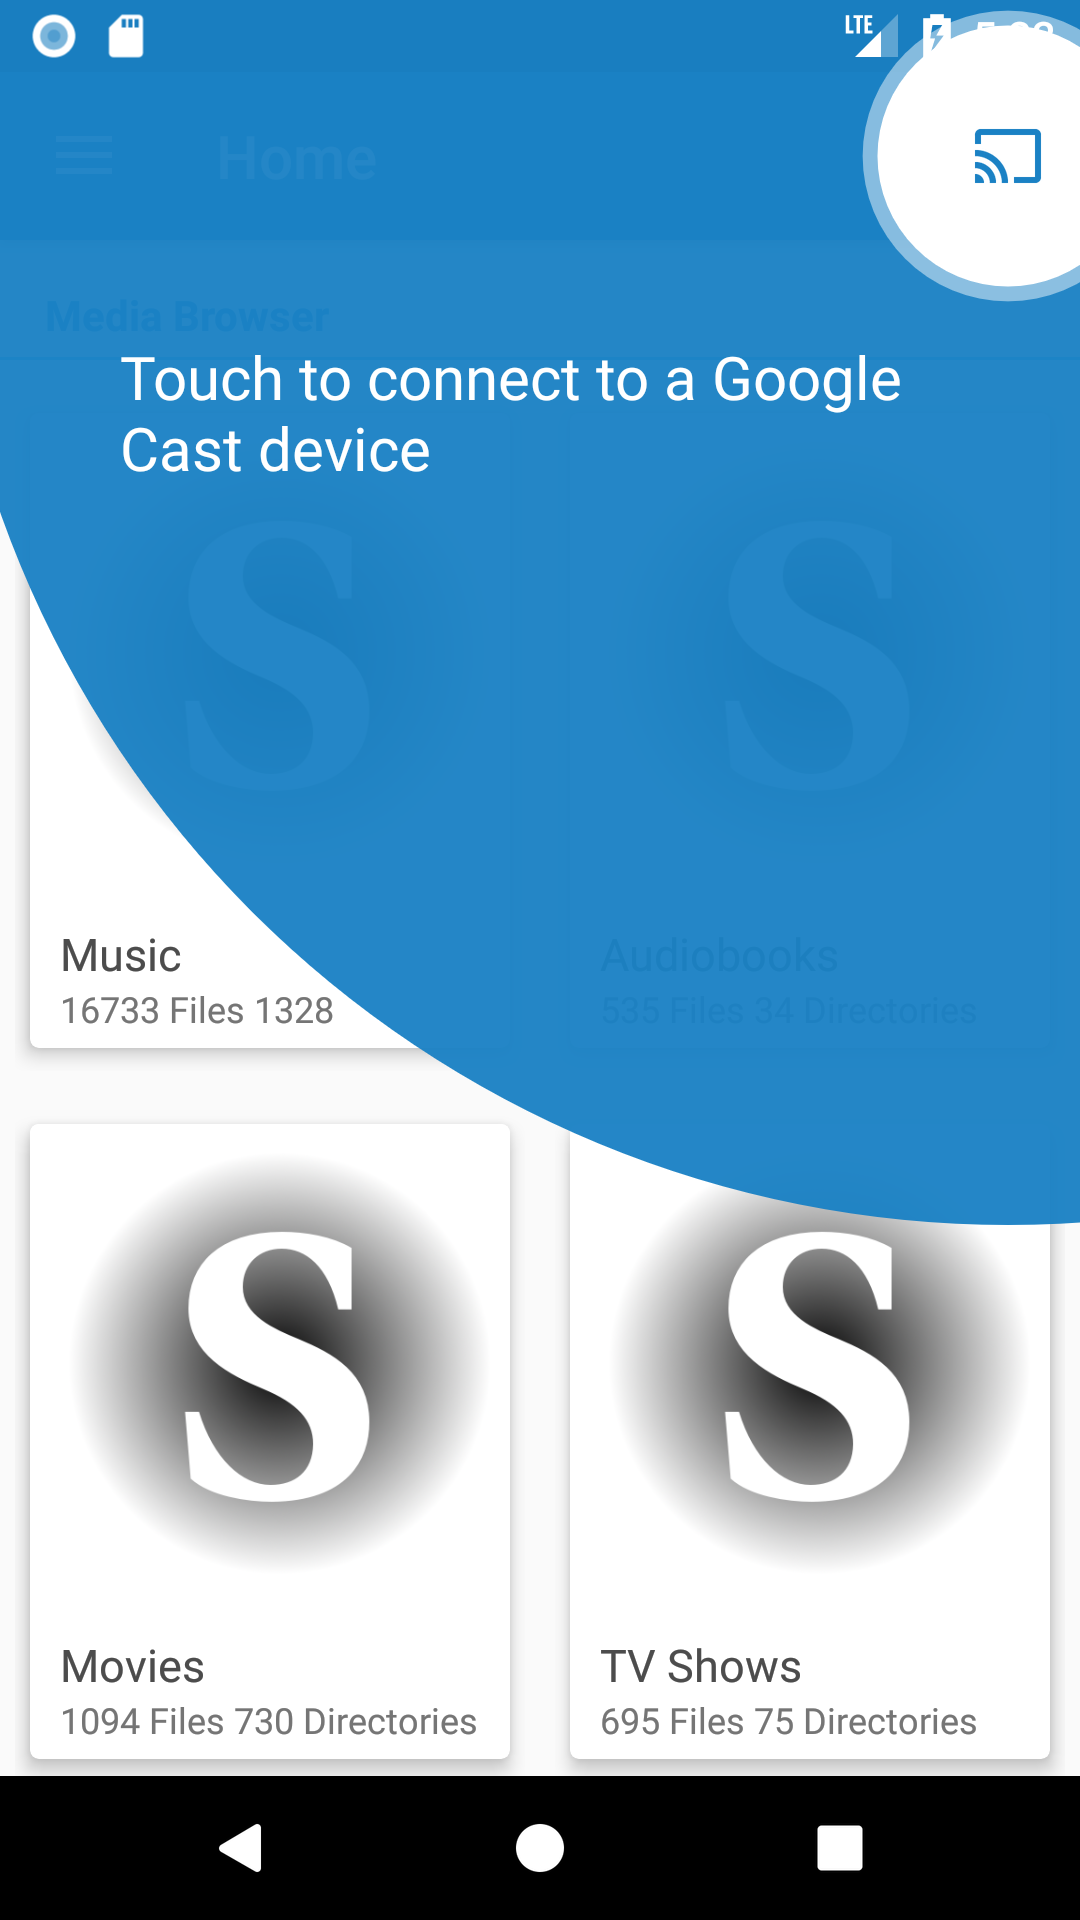 LTE
Home
Media Browser
Touch to connect to a Google
Cast device
S
S
Music
16733 Files 1328
Audiobooks
535 Files 34 Directories
S
S
Movies
1094 Files 730 Directories
TV Shows
695 Files 75 Directories